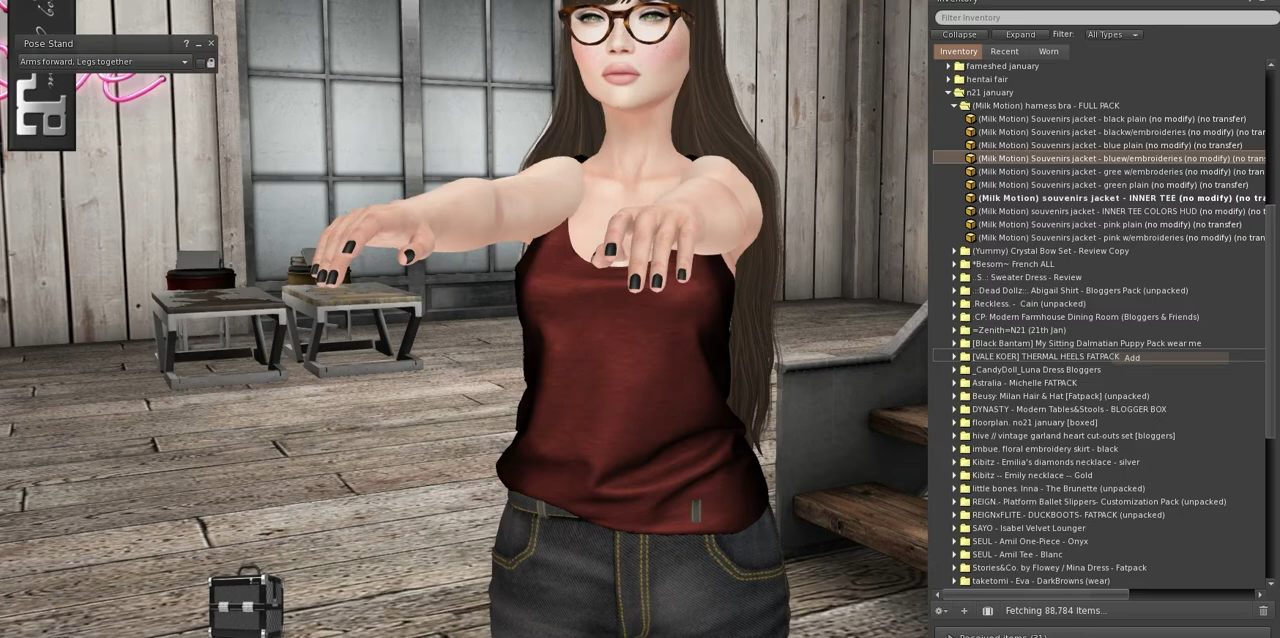 Inventory
Pose Stand
Arms forward, Legs together
Filter Inventory
Collapse Expand Filter: All Types
Inventory Recent Worn
fameshed january
hentai fair
n21 january
(Milk Motion) harness bra - FULL PACK
(Milk Motion) Souvenirs jacket - black plain (no modify) (no transfer)
(Milk Motion) Souvenirs jacket - blackw/embroideries (no modify) (no tran
(Milk Motion) Souvenirs jacket - blue plain (no modify) (no transfer)
(Milk Motion) Souvenirs jacket - bluew/embroideries (no modify) (no tran
(Milk Motion) Souvenirs jacket - gree w/embroideries (no modify) (no tran
(Milk Motion) Souvenirs jacket - green plain (no modify) (no transfer)
(Milk Motion) souvenirs jacket - INNER TEE (no modify) (no tra
(Milk Motion) souvenirs jacket - INNER TEE COLORS HUD (no modify) (no t
(Milk Motion) Souvenirs jacket - pink plain (no modify) (no transfer)
(Milk Motion) Souvenirs jacket - pink w/embroideries (no modify) (no tran
(Yummy) Crystal Bow Set - Review Copy
*Besom~ French ALL
.S..: Sweater Dress - Review
.::Dead Dollz::. Abigail Shirt - Bloggers Pack (unpacked)
.Reckless. - Cain (unpacked)
:CP: Modern Farmhouse Dining Room (Bloggers & Friends)
=Zenith=N21 (21th Jan)
[Black Bantam] My Sitting Dalmatian Puppy Pack wear me
[VALE KOER] THERMAL HEELS FATPACK Add
_CandyDoll_Luna Dress Bloggers
Astralia - Michelle FATPACK
Beusy: Milan Hair & Hat [Fatpack] (unpacked)
DYNASTY - Modern Tables&Stools - BLOGGER BOX
floorplan. no21 january [boxed]
hive // vintage garland heart cut-outs set [bloggers]
imbue. floral embroidery skirt - black
Kibitz - Emilia's diamonds necklace - silver
Kibitz -- Emily necklace -- Gold
little bones. Inna - The Brunette (unpacked)
REIGN.- Platform Ballet Slippers- Customization Pack (unpacked)
REIGNxFLITE - DUCKBOOTS- FATPACK (unpacked)
SAYO - Isabel Velvet Lounger
SEUL - Amil One-Piece - Onyx
SEUL - Amil Tee - Blanc
Stories&Co. by Flowey / Mina Dress - Fatpack
taketomi - Eva - DarkBrowns (wear)
Fetching 88,784 Items...
Received Items (31)